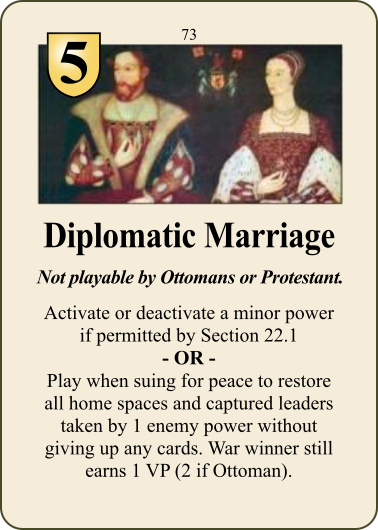 73
5
Diplomatic Marriage
Not playable by Ottomans or Protestant.
Activate or deactivate a minor power
if permitted by Section 22.1
- OR -
Play when suing for peace to restore
all home spaces and captured leaders
taken by 1 enemy power without
giving up any cards. War winner still
earns 1 VP (2 if Ottoman).